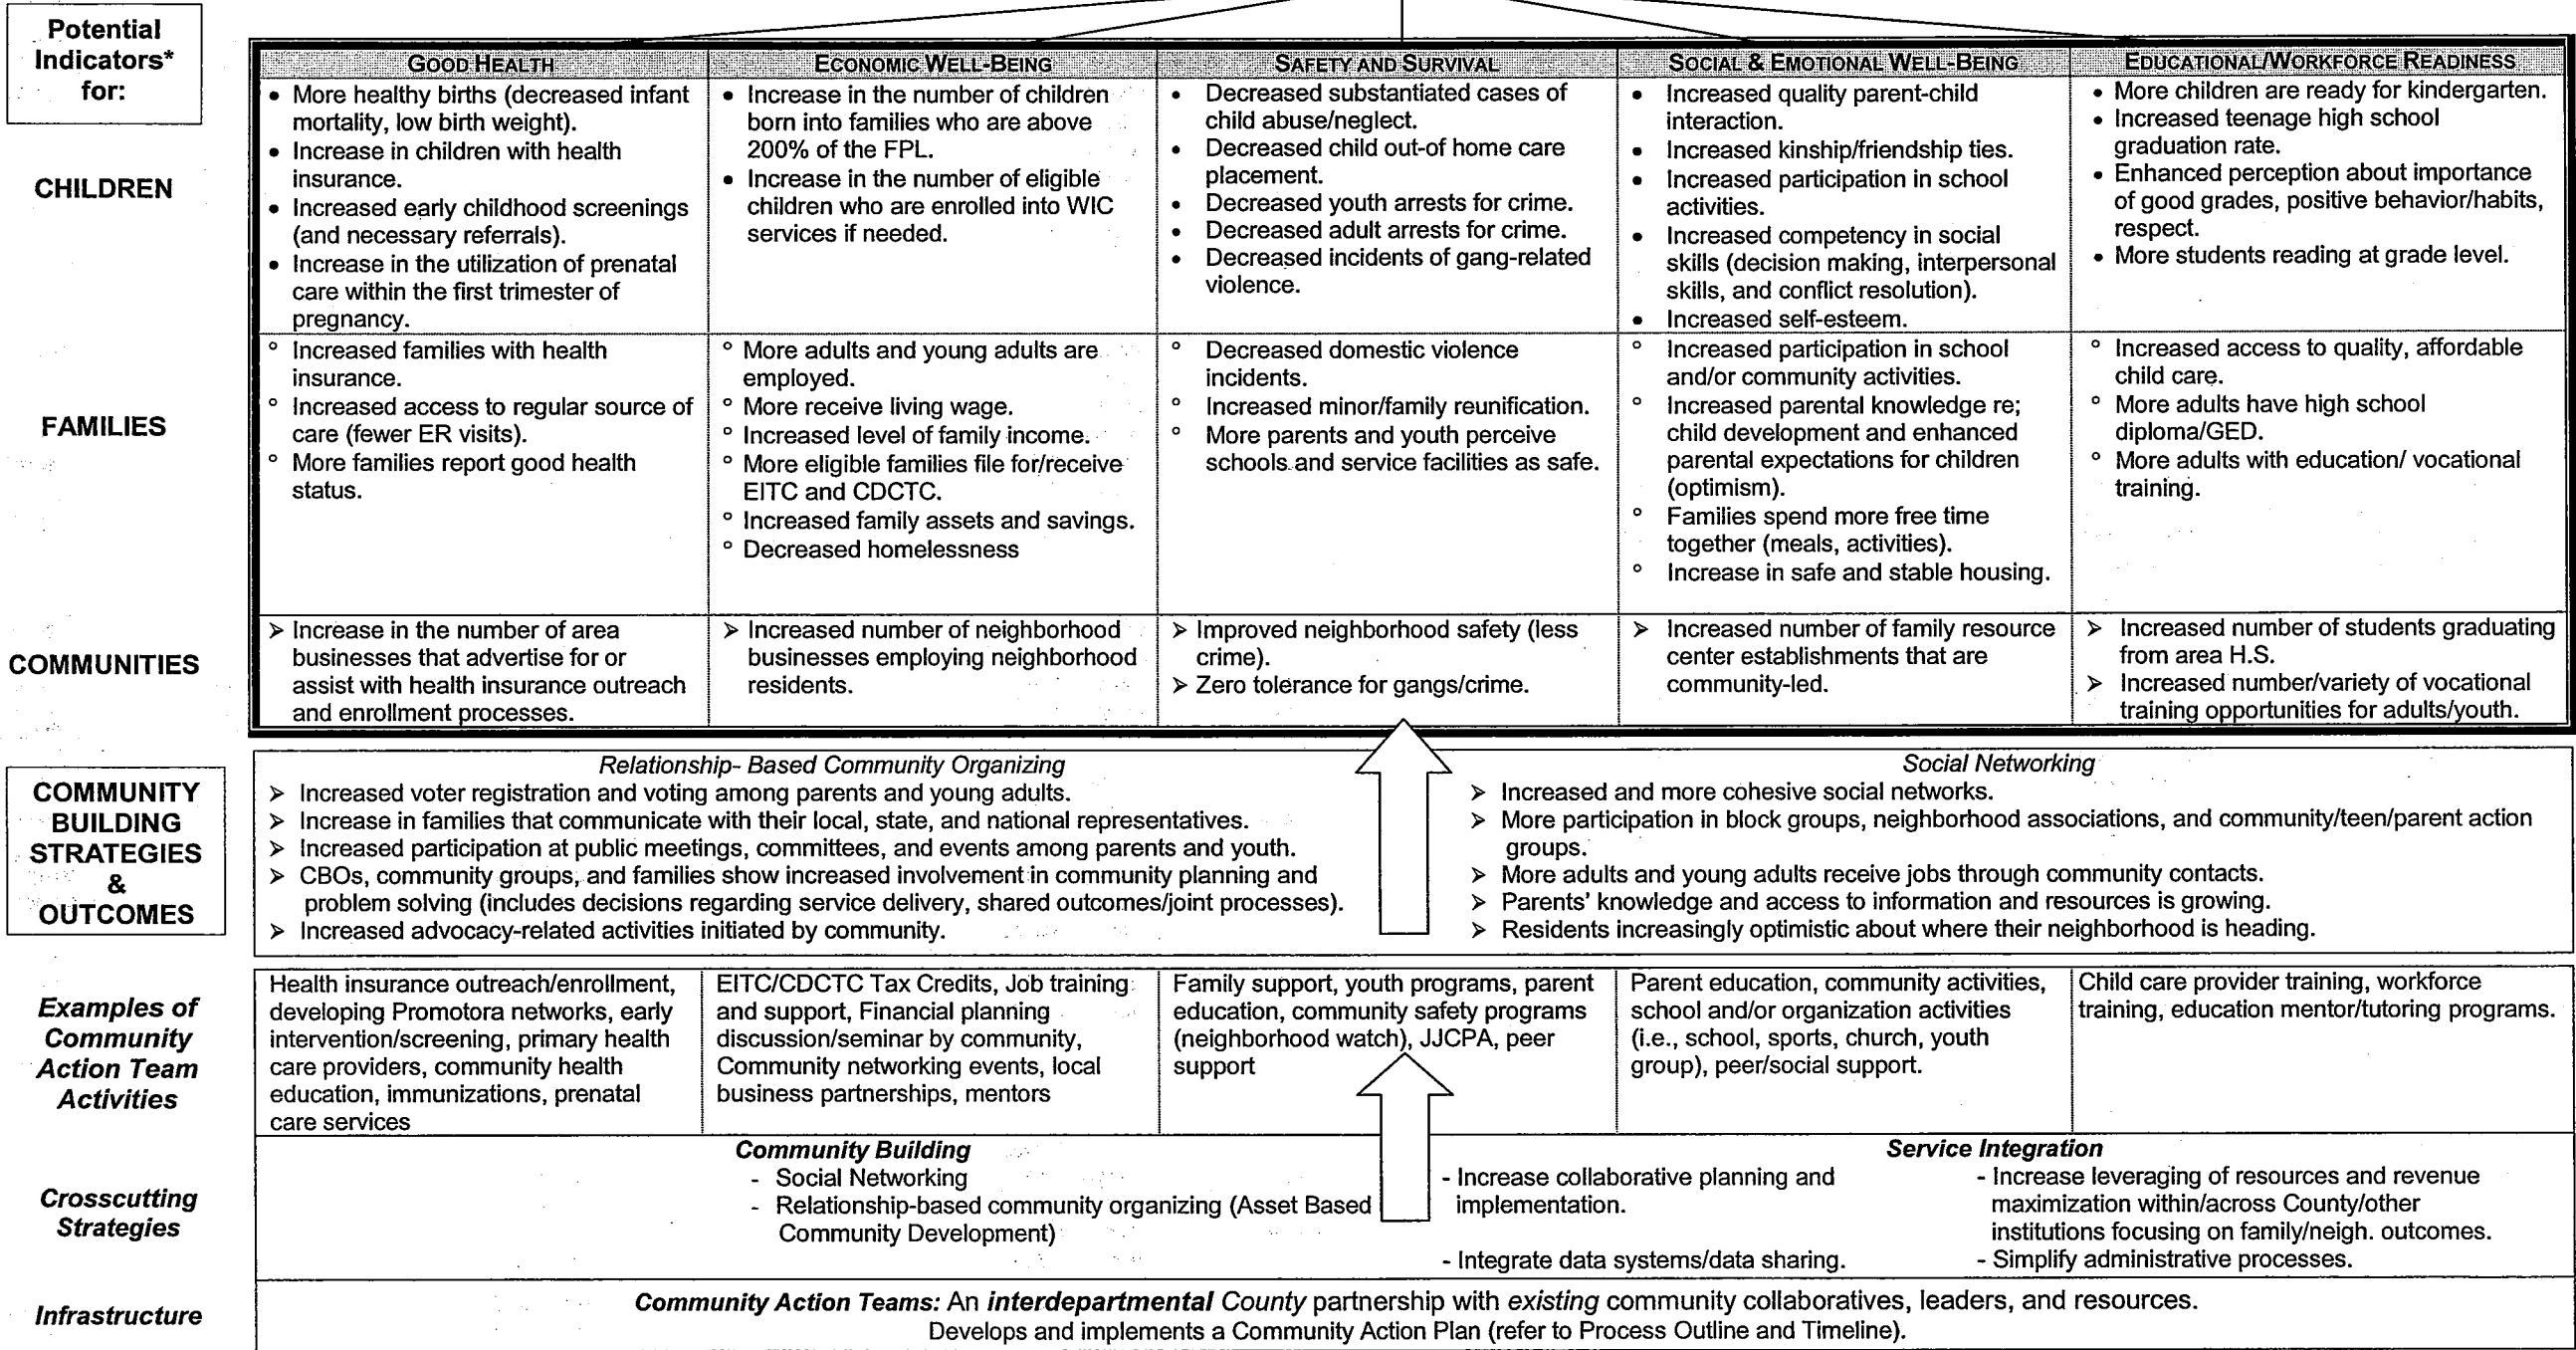 Potential
Indicators*
for:
GOOD HEALTH
ECONOMIC WELL-BEING
SAFETY AND SURVIVAL
SOCIAL & EMOTIONAL WELL-BEING
EDUCATIONAL/WORKFORCE READINESS
CHILDREN
• More healthy births (decreased infant
mortality, low birth weight).
• Increase in children with health
insurance.
• Increased early childhood screenings
(and necessary referrals).
• Increase in the utilization of prenatal
care within the first trimester of
pregnancy.
• Increase in the number of children
born into families who are above
200% of the FPL.
• Increase in the number of eligible
children who are enrolled into WIC
services if needed.
• Decreased substantiated cases of
child abuse/neglect.
• Decreased child out-of home care
placement.
• Decreased youth arrests for crime.
• Decreased adult arrests for crime.
• Decreased incidents of gang-related
violence.
• Increased quality parent-child
interaction.
• Increased kinship/friendship ties.
• Increased participation in school
activities.
• Increased competency in social
skills (decision making, interpersonal
skills, and conflict resolution).
• Increased self-esteem.
• More children are ready for kindergarten.
• Increased teenage high school
graduation rate.
• Enhanced perception about importance
of good grades, positive behavior/habits,
respect.
• More students reading at grade level.
FAMILIES
° Increased families with health
insurance.
° Increased access to regular source of
care (fewer ER visits).
° More families report good health
status.
° More adults and young adults are
employed.
° More receive living wage.
° Increased level of family income.
° More eligible families file for/receive
EITC and CDCTC.
° Increased family assets and savings.
° Decreased homelessness
° Decreased domestic violence
incidents.
° Increased minor/family reunification.
° More parents and youth perceive
schools and service facilities as safe.
° Increased participation in school
and/or community activities.
° Increased parental knowledge re;
child development and enhanced
parental expectations for children
(optimism).
° Families spend more free time
together (meals, activities).
° Increase in safe and stable housing.
° Increased access to quality, affordable
child care.
° More adults have high school
diploma/GED.
° More adults with education/ vocational
training.
COMMUNITIES
➢ Increase in the number of area
businesses that advertise for or
assist with health insurance outreach
and enrollment processes.
➢ Increased number of neighborhood
businesses employing neighborhood
residents.
➢ Improved neighborhood safety (less
crime).
➢ Zero tolerance for gangs/crime.
➢ Increased number of family resource
center establishments that are
community-led.
➢ Increased number of students graduating
from area H.S.
➢ Increased number/variety of vocational
training opportunities for adults/youth.
COMMUNITY
BUILDING
STRATEGIES
&
OUTCOMES
Relationship- Based Community Organizing
➢ Increased voter registration and voting among parents and young adults.
➢ Increase in families that communicate with their local, state, and national representatives.
➢ Increased participation at public meetings, committees, and events among parents and youth.
➢ CBOs, community groups, and families show increased involvement in community planning and
problem solving (includes decisions regarding service delivery, shared outcomes/joint processes).
➢ Increased advocacy-related activities initiated by community.
Social Networking
➢ Increased and more cohesive social networks.
➢ More participation in block groups, neighborhood associations, and community/teen/parent action
groups.
➢ More adults and young adults receive jobs through community contacts.
➢ Parents' knowledge and access to information and resources is growing.
➢ Residents increasingly optimistic about where their neighborhood is heading.
Examples of
Community
Action Team
Activities
Health insurance outreach/enrollment,
developing Promotora networks, early
intervention/screening, primary health
care providers, community health
education, immunizations, prenatal
care services
EITC/CDCTC Tax Credits, Job training
and support, Financial planning
discussion/seminar by community,
Community networking events, local
business partnerships, mentors
Family support, youth programs, parent
education, community safety programs
(neighborhood watch), JJCPA, peer
support
Parent education, community activities,
school and/or organization activities
(i.e., school, sports, church, youth
group), peer/social support.
Child care provider training, workforce
training, education mentor/tutoring programs.
Crosscutting
Strategies
Community Building
- Social Networking
- Relationship-based community organizing (Asset Based
Community Development)
Service Integration
- Increase collaborative planning and
implementation.
- Integrate data systems/data sharing.
- Increase leveraging of resources and revenue
maximization within/across County/other
institutions focusing on family/neigh. outcomes.
- Simplify administrative processes.
Infrastructure
Community Action Teams: An interdepartmental County partnership with existing community collaboratives, leaders, and resources.
Develops and implements a Community Action Plan (refer to Process Outline and Timeline).